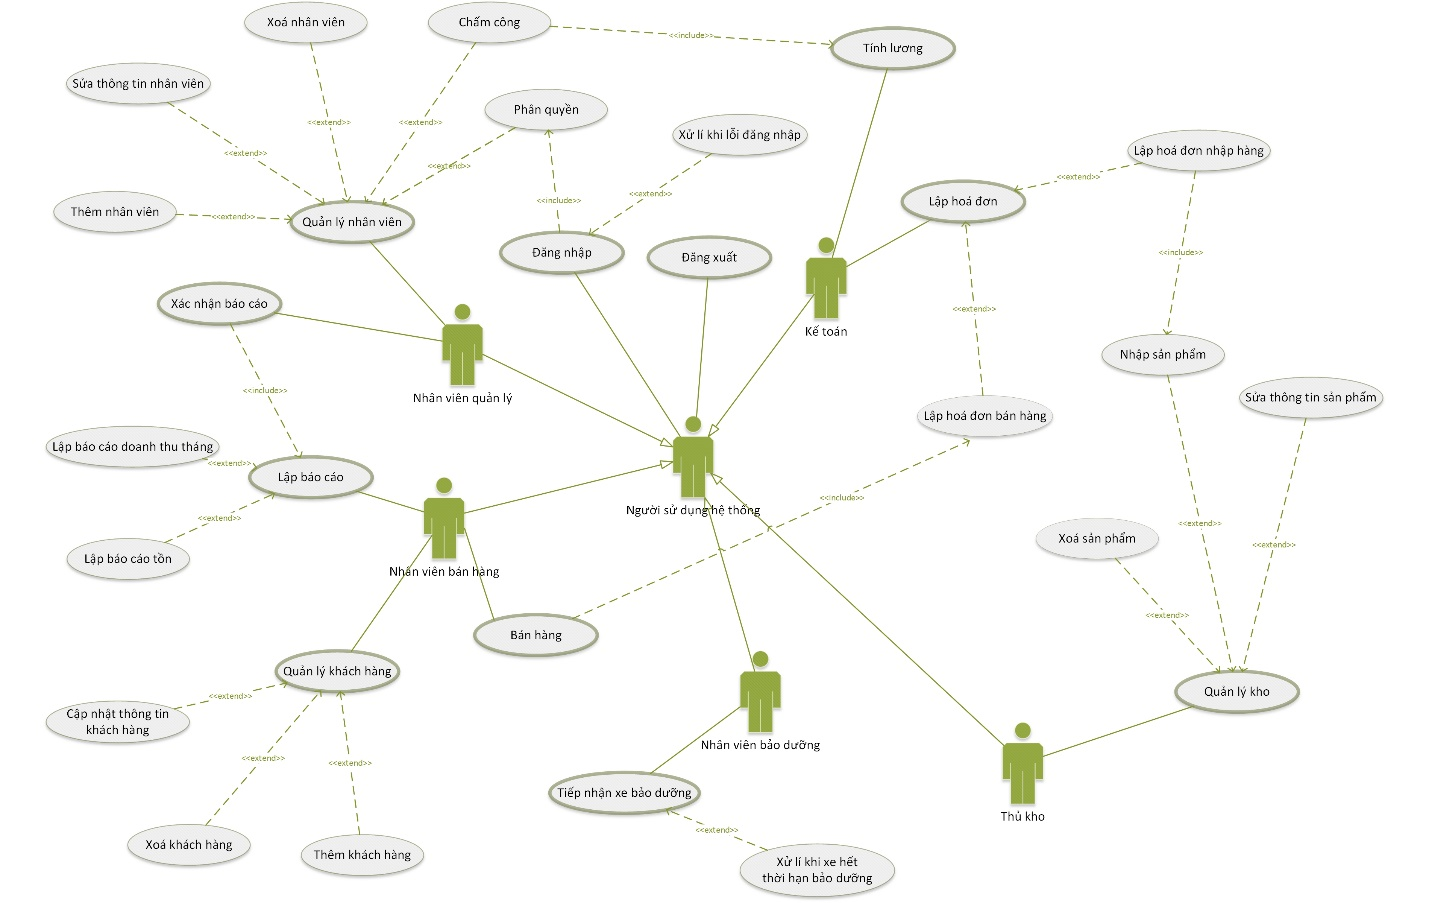 Xoá nhân viên
Chấm công
<<include>>
Tính lương
Sửa thông tin nhân viên
Phân quyền
<<extend>>
<<extend>>
Xử lí khi lỗi đăng nhập
<<extend>>
<<extend>>
Lập hoá đơn nhập hàng
<<extend>>
<<extend>>
<<include>>
Lập hoá đơn
Thêm nhân viên
<<extend>>
Quản lý nhân viên
Đăng nhập
Đăng xuất
<<include>>
Xác nhận báo cáo
<<extend>>
Kế toán
Nhập sản phẩm
<<include>>
Nhân viên quản lý
Sửa thông tin sản phẩm
Lập hoá đơn bán hàng
Lập báo cáo doanh thu tháng
<<extend>>
Lập báo cáo
<<include>>
Người sử dụng hệ thống
<<extend>>
<<extend>>
Xoá sản phẩm
<<extend>>
Lập báo cáo tồn
Nhân viên bán hàng
<<extend>>
Bán hàng
Quản lý khách hàng
<<extend>>
Quản lý kho
Cập nhật thông tin
khách hàng
Nhân viên bảo dưỡng
<<extend>>
<<extend>>
Tiếp nhận xe bảo dưỡng
Thủ kho
<<extend>>
Xoá khách hàng
Thêm khách hàng
Xử lí khi xe hết
thời hạn bảo dưỡng